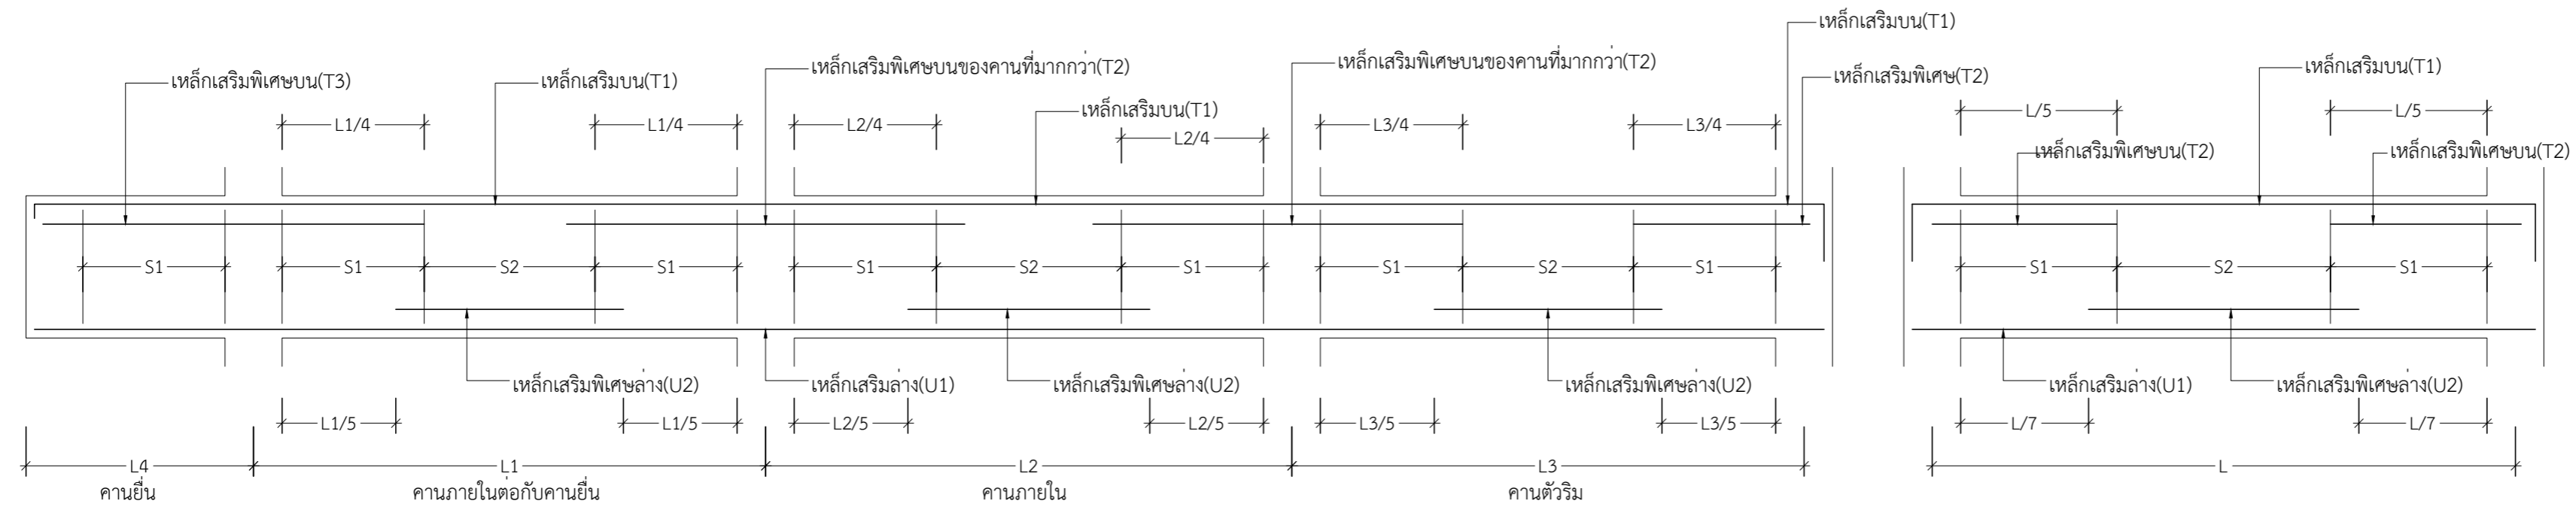 เหล็กเสริมบน(T1)
เหล็กเสริมพิเศษบน(T3)
เหล็กเสริมบน(T1)
เหล็กเสริมพิเศษบนของคานที่มากกว่า(T2)
เหล็กเสริมบน(T1)
เหล็กเสริมพิเศษบนของคานที่มากกว่า(T2)
เหล็กเสริมพิเศษ(T2)
เหล็กเสริมบน(T1)
L1/4
L1/4
L2/4
L2/4
L3/4
L3/4
L/5
L/5
เหล็กเสริมพิเศษบน(T2)
เหล็กเสริมพิเศษบน(T2)
S1
S1
S2
S1
S1
S2
S1
S1
S2
S1
S1
S2
S1
เหล็กเสริมพิเศษล่าง(U2)
เหล็กเสริมล่าง(U1)
เหล็กเสริมพิเศษล่าง(U2)
เหล็กเสริมพิเศษล่าง(U2)
เหล็กเสริมล่าง(U1)
เหล็กเสริมพิเศษล่าง(U2)
L1/5
L1/5
L2/5
L2/5
L3/5
L3/5
L/7
L/7
L4
L1
L2
L3
L
คานยื่น
คานภายในต่อกับคานยื่น
คานภายใน
คานตัวริม